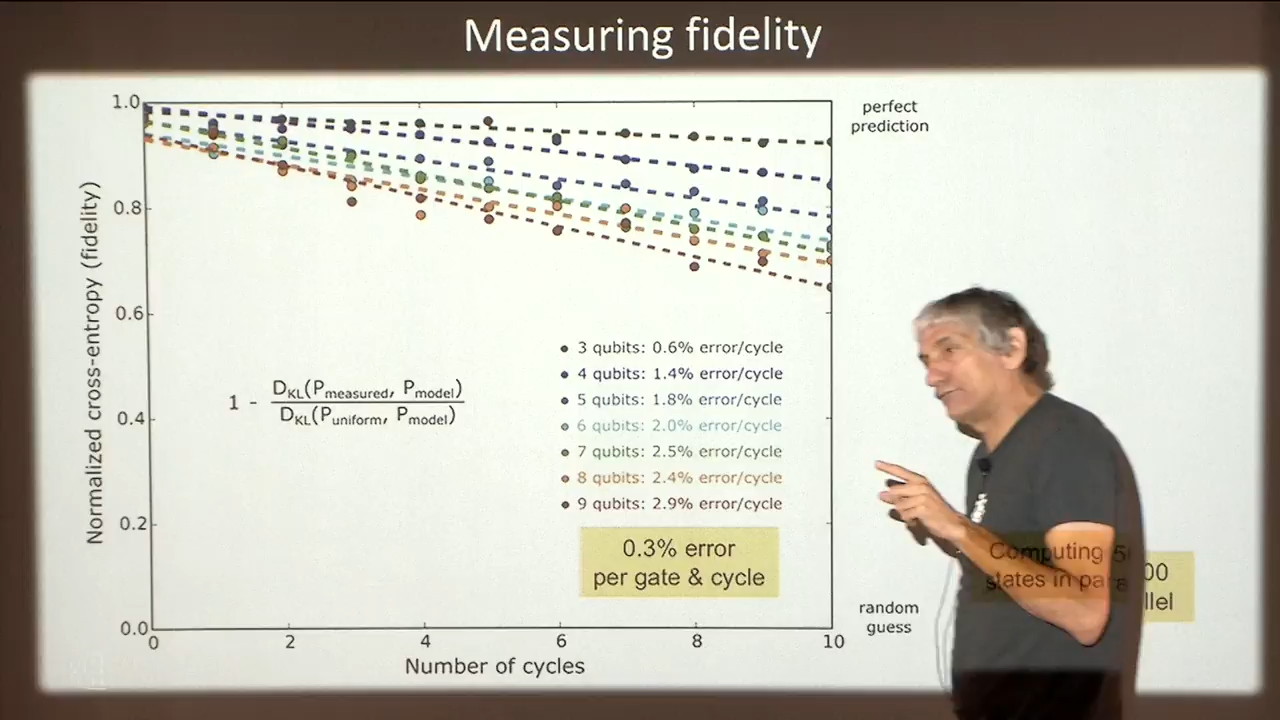 Measuring fidelity
perfect
prediction
Normalized cross-entropy (fidelity)
1.0
0.8
0.6
0.4
0.2
0.0
1 - D_KL(P_measured, P_model)
D_KL(P_uniform, P_model)
3 qubits: 0.6% error/cycle
4 qubits: 1.4% error/cycle
5 qubits: 1.8% error/cycle
6 qubits: 2.0% error/cycle
7 qubits: 2.5% error/cycle
8 qubits: 2.4% error/cycle
9 qubits: 2.9% error/cycle
0.3% error
per gate & cycle
Computing 5 00
states in pa llel
random
guess
0 2 4 6 8 10
Number of cycles